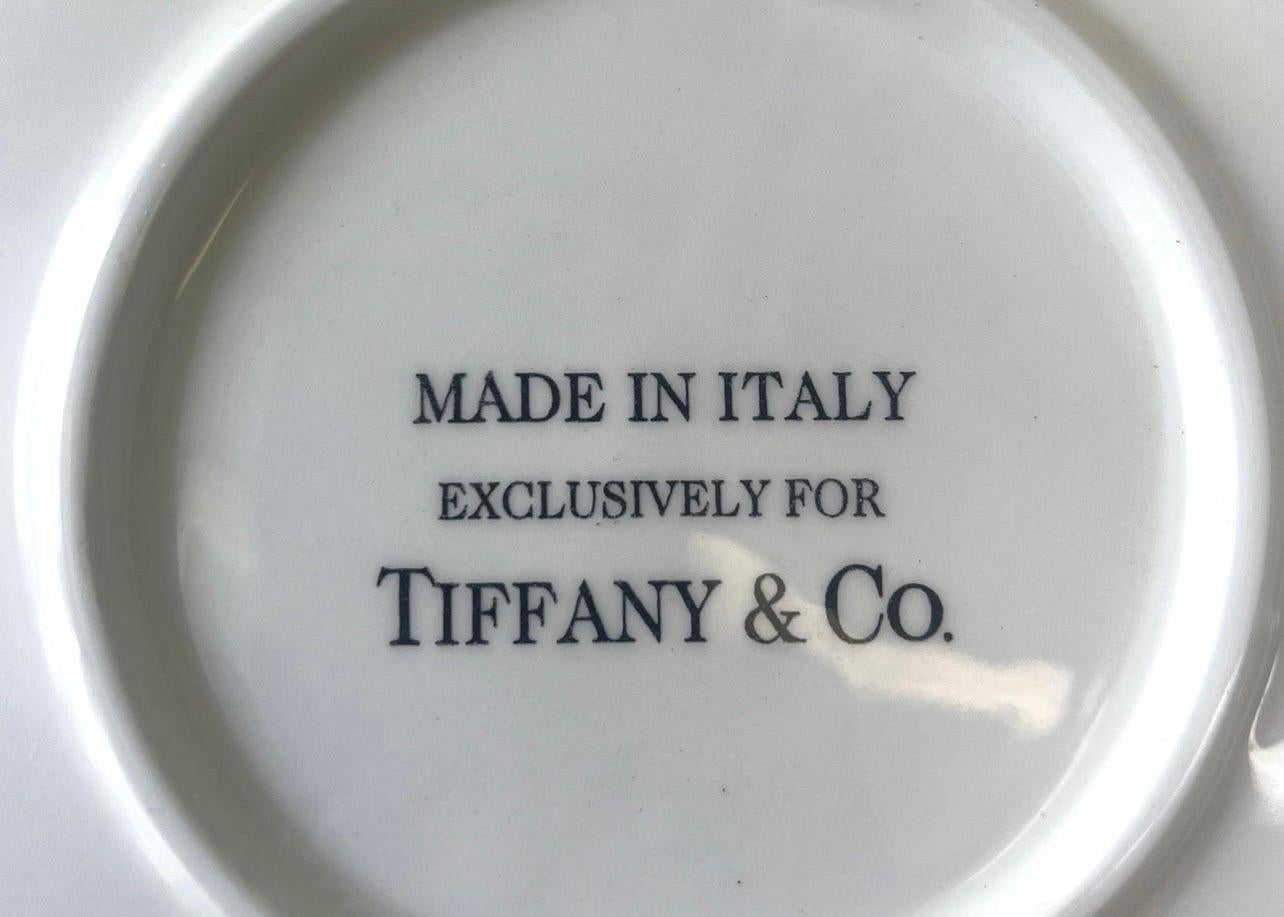 MADE IN ITALY
EXCLUSIVELY FOR
TIFFANY & CO.